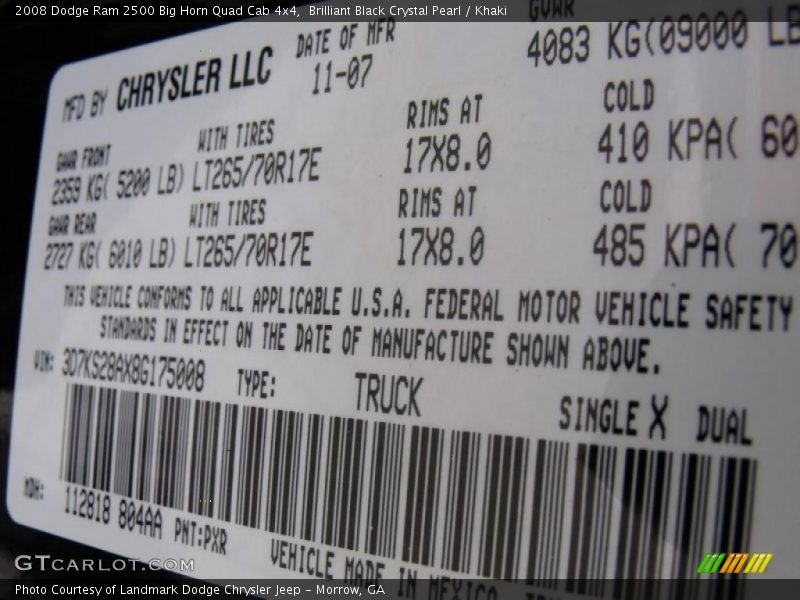 2008 Dodge Ram 2500 Big Horn Quad Cab 4x4, Brilliant Black Crystal Pearl / Khaki
MFD BY CHRYSLER LLC DATE OF MFR GVWR
11-07 4083 KG(09000 LB
GAWR FRONT WITH TIRES RIMS AT COLD
2359 KG( 5200 LB) LT265/70R17E 17X8.0 410 KPA( 60
GAWR REAR WITH TIRES RIMS AT COLD
2727 KG( 6010 LB) LT265/70R17E 17X8.0 485 KPA( 70
THIS VEHICLE CONFORMS TO ALL APPLICABLE U.S.A. FEDERAL MOTOR VEHICLE SAFETY
STANDARDS IN EFFECT ON THE DATE OF MANUFACTURE SHOWN ABOVE.
VIN: 3D7KS28AX8G175008 TYPE: TRUCK SINGLE X DUAL
MDH: 112818 804AA PNT:PXR
VEHICLE MADE IN MEXICO
GTcarlot.com
Photo Courtesy of Landmark Dodge Chrysler Jeep - Morrow, GA